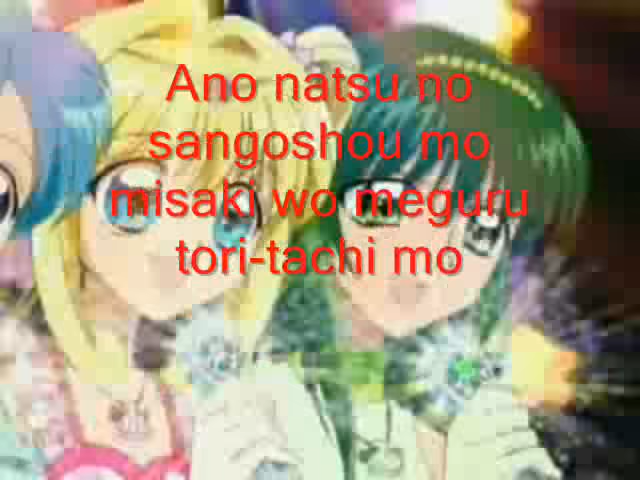 Ano natsu no
sangoshou mo
misaki wo meguru
tori-tachi mo